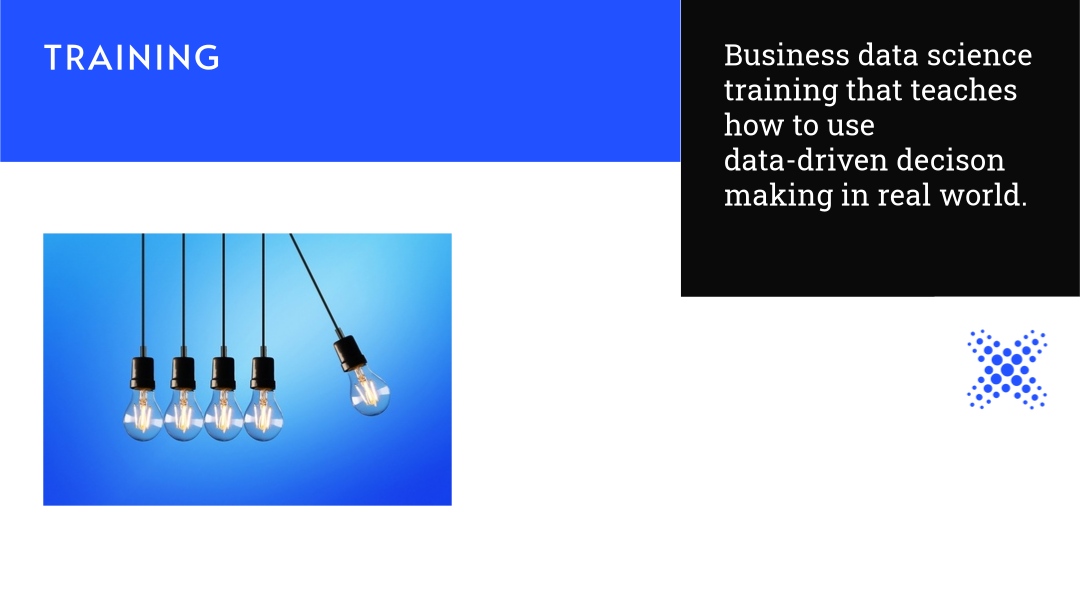 TRAINING
Business data science
training that teaches
how to use
data-driven decison
making in real world.